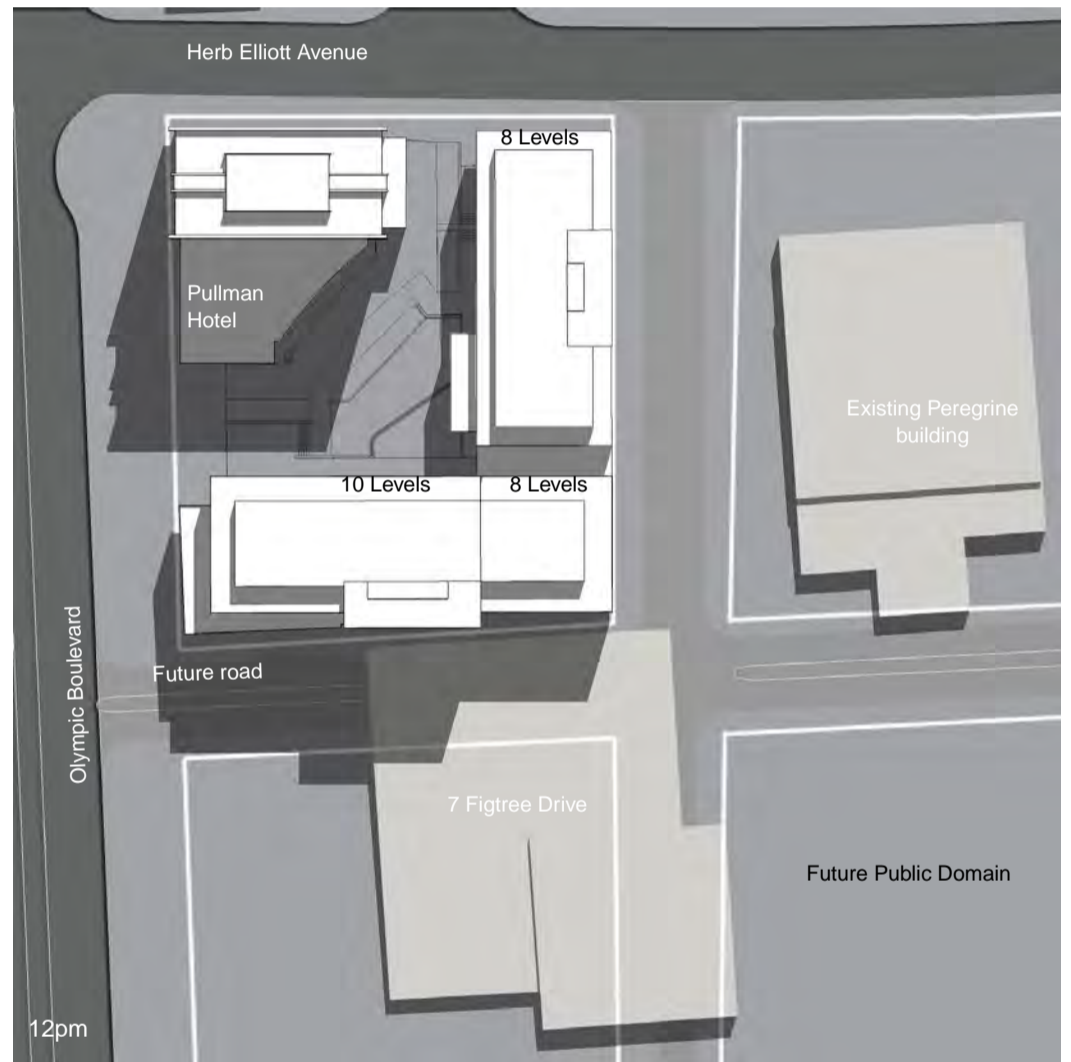 Herb Elliott Avenue
8 Levels
Pullman
Hotel
Existing Peregrine
building
10 Levels
8 Levels
Future road
Olympic Boulevard
7 Figtree Drive
Future Public Domain
12pm